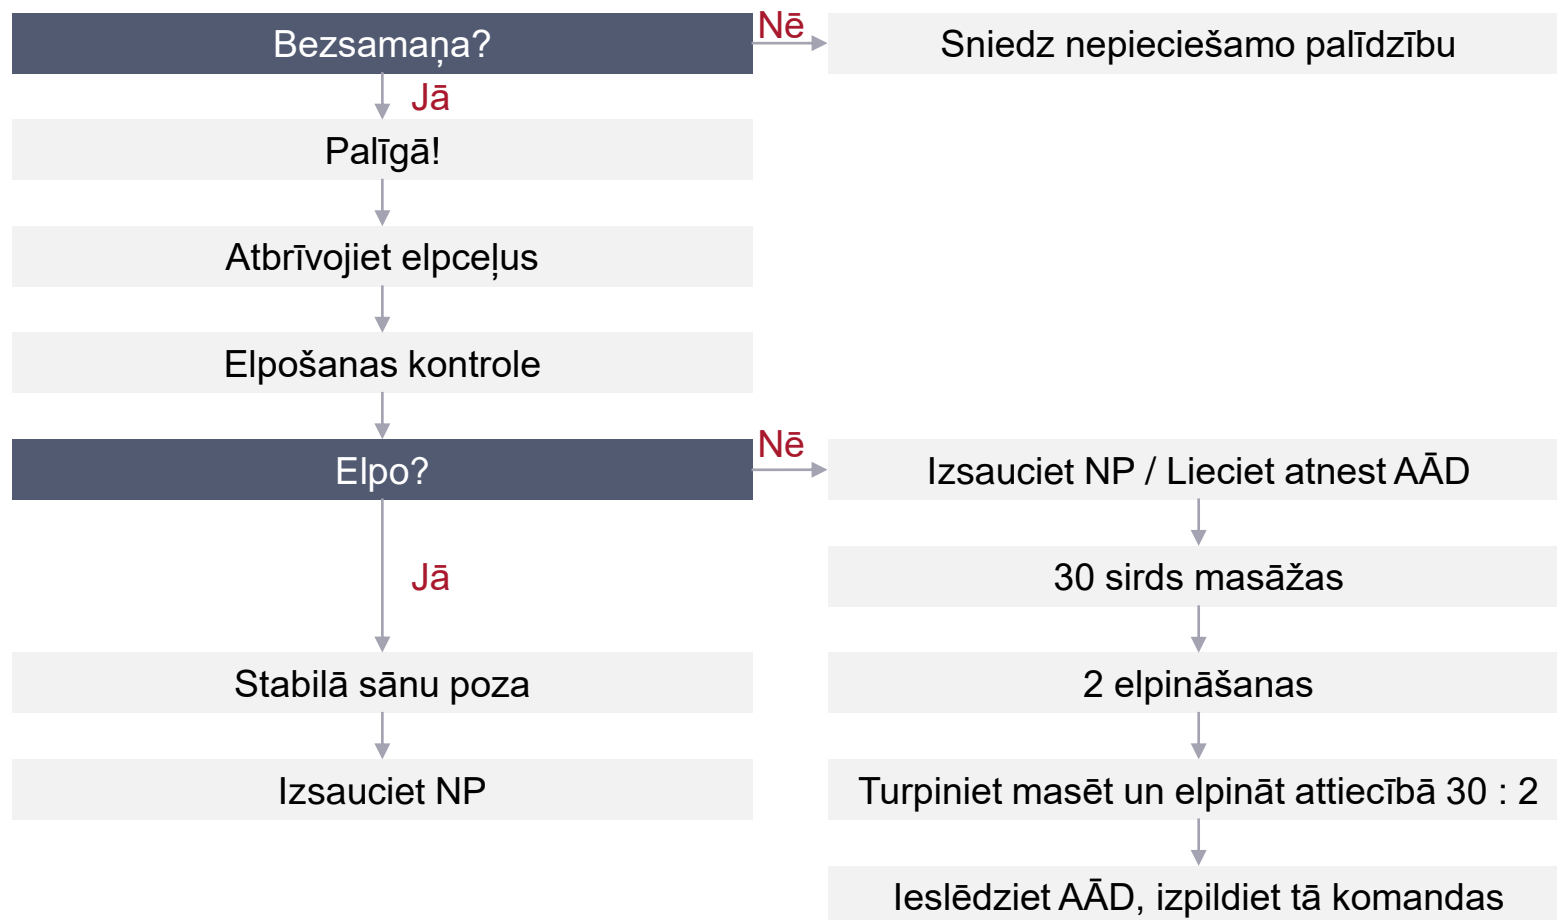 Bezsamaņa?
Nē
Sniedz nepieciešamo palīdzību
Jā
Palīgā!
Atbrīvojiet elpceļus
Elpošanas kontrole
Elpo?
Nē
Izsauciet NP / Lieciet atnest AĀD
Jā
30 sirds masāžas
Stabilā sānu poza
2 elpināšanas
Izsauciet NP
Turpiniet masēt un elpināt attiecībā 30 : 2
Ieslēdziet AĀD, izpildiet tā komandas